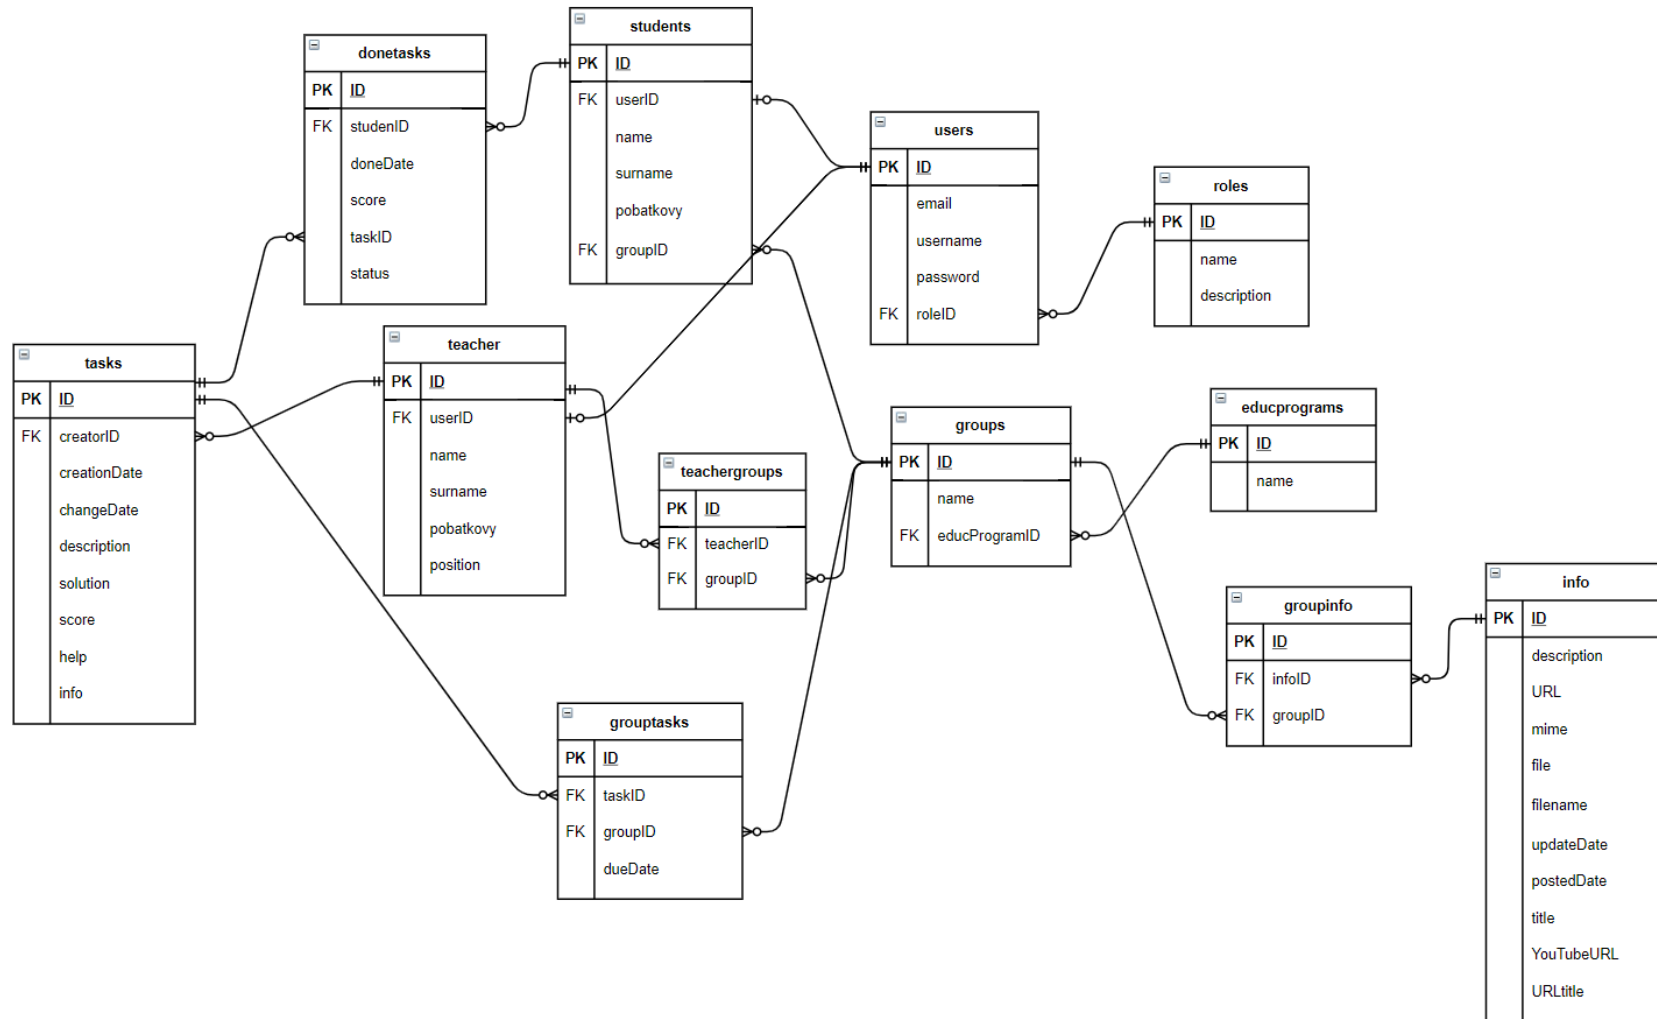 donetasks
PK ID
FK studenID
doneDate
score
taskID
status
students
PK ID
FK userID
name
surname
pobatkovy
FK groupID
users
PK ID
email
username
password
FK roleID
roles
PK ID
name
description
tasks
PK ID
FK creatorID
creationDate
changeDate
description
solution
score
help
info
teacher
PK ID
FK userID
name
surname
pobatkovy
position
teachergroups
PK ID
FK teacherID
FK groupID
groups
PK ID
name
FK educProgramID
educprograms
PK ID
name
grouptasks
PK ID
FK taskID
FK groupID
dueDate
groupinfo
PK ID
FK infoID
FK groupID
info
PK ID
description
URL
mime
file
filename
updateDate
postedDate
title
YouTubeURL
URLtitle